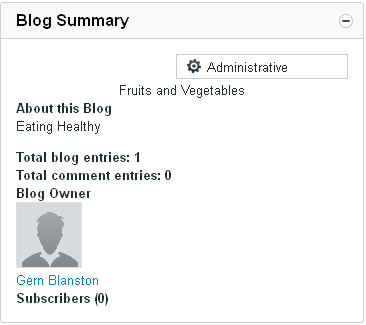 Blog Summary
Administrative
Fruits and Vegetables
About this Blog
Eating Healthy
Total blog entries: 1
Total comment entries: 0
Blog Owner
Gern Blanston
Subscribers (0)